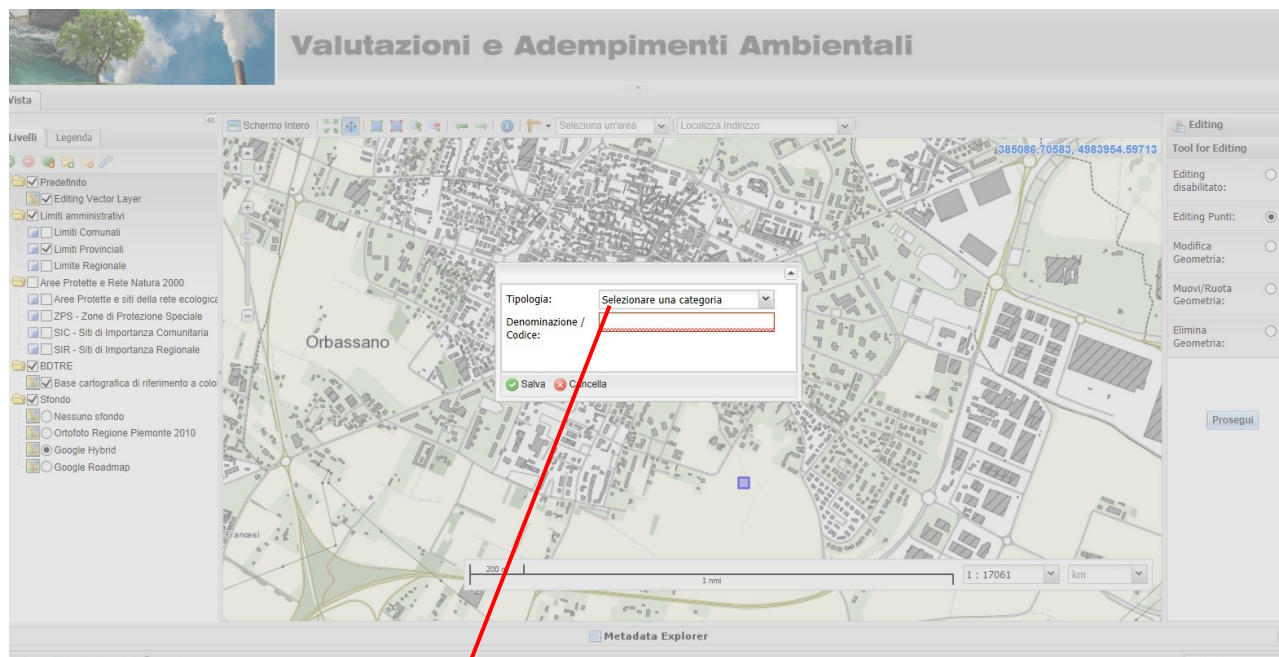 Valutazioni e Adempimenti Ambientali
Vista
Livelli Legenda
Predefinito
Editing Vector Layer
Limiti amministrativi
Limiti Comunali
Limiti Provinciali
Limite Regionale
Aree Protette e Rete Natura 2000
Aree Protette e siti della rete ecologica
ZPS - Zone di Protezione Speciale
SIC - Siti di Importanza Comunitaria
SIR - Siti di Importanza Regionale
BDTRE
Base cartografica di riferimento a colo
Sfondo
Nessuno sfondo
Ortofoto Regione Piemonte 2010
Google Hybrid
Google Roadmap
Schermo Intero Seleziona un'area Localizza Indirizzo
385086.70583, 4983954.59713
Orbassano
Francesi
Tipologia: Selezionare una categoria
Denominazione /
Codice:
Salva Cancella
200 m
1 nmi
1 : 17061 km
Editing
Tool for Editing
Editing
disabilitato:
Editing Punti:
Modifica
Geometria:
Muovi/Ruota
Geometria:
Elimina
Geometria:
Prosegui
Metadata Explorer